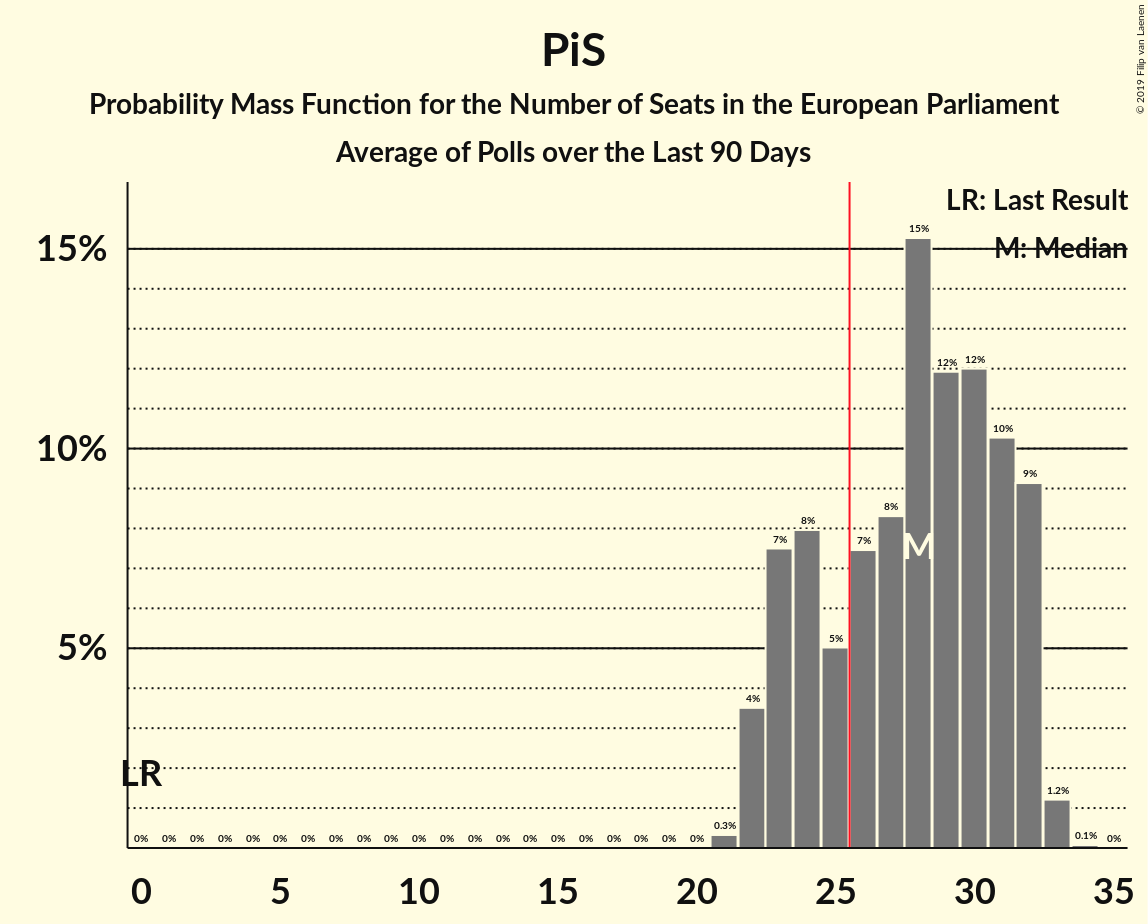 PiS
Probability Mass Function for the Number of Seats in the European Parliament
Average of Polls over the Last 90 Days
© 2019 Filip van Laenen
LR: Last Result
M: Median
15%
10%
5%
LR
M
0% 0% 0% 0% 0% 0% 0% 0% 0% 0% 0% 0% 0% 0% 0% 0% 0% 0% 0% 0% 0% 0.3% 4% 7% 8% 5% 7% 8% 15% 12% 12% 10% 9% 1.2% 0.1% 0%
0 5 10 15 20 25 30 35